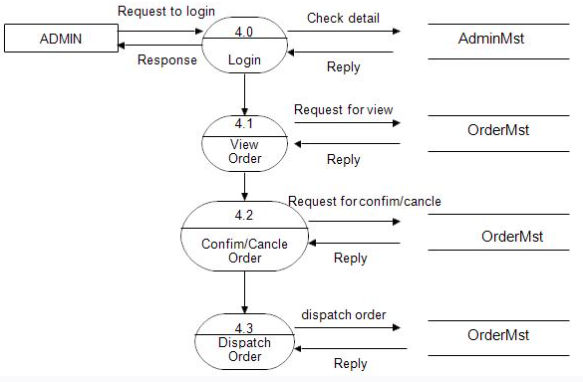 Request to login
Check detail
4.0
ADMIN
AdminMst
Response
Login
Reply
Request for view
4.1
OrderMst
View
Order
Reply
Request for confim/cancle
4.2
OrderMst
Confim/Cancle
Order
Reply
dispatch order
4.3
OrderMst
Dispatch
Order
Reply